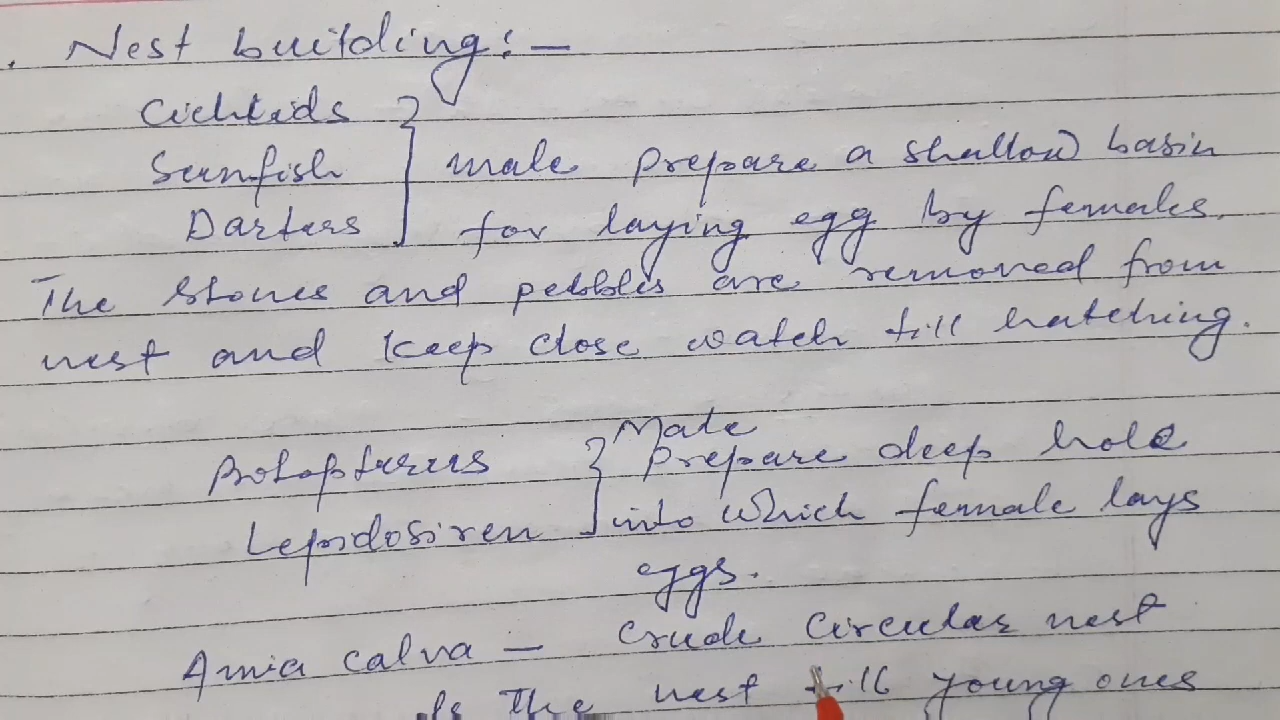 . Nest building:-
Cichlids
Sunfish } male prepare a shallow basin
Darters for laying egg by females.
The stones and pebbles are removed from
nest and keep close watch till hatching.
Male
Protopterus } prepare deep hole
Lepidosiren into which female lays
eggs.
Amia calva - Crude Circular nest
the nest till young ones